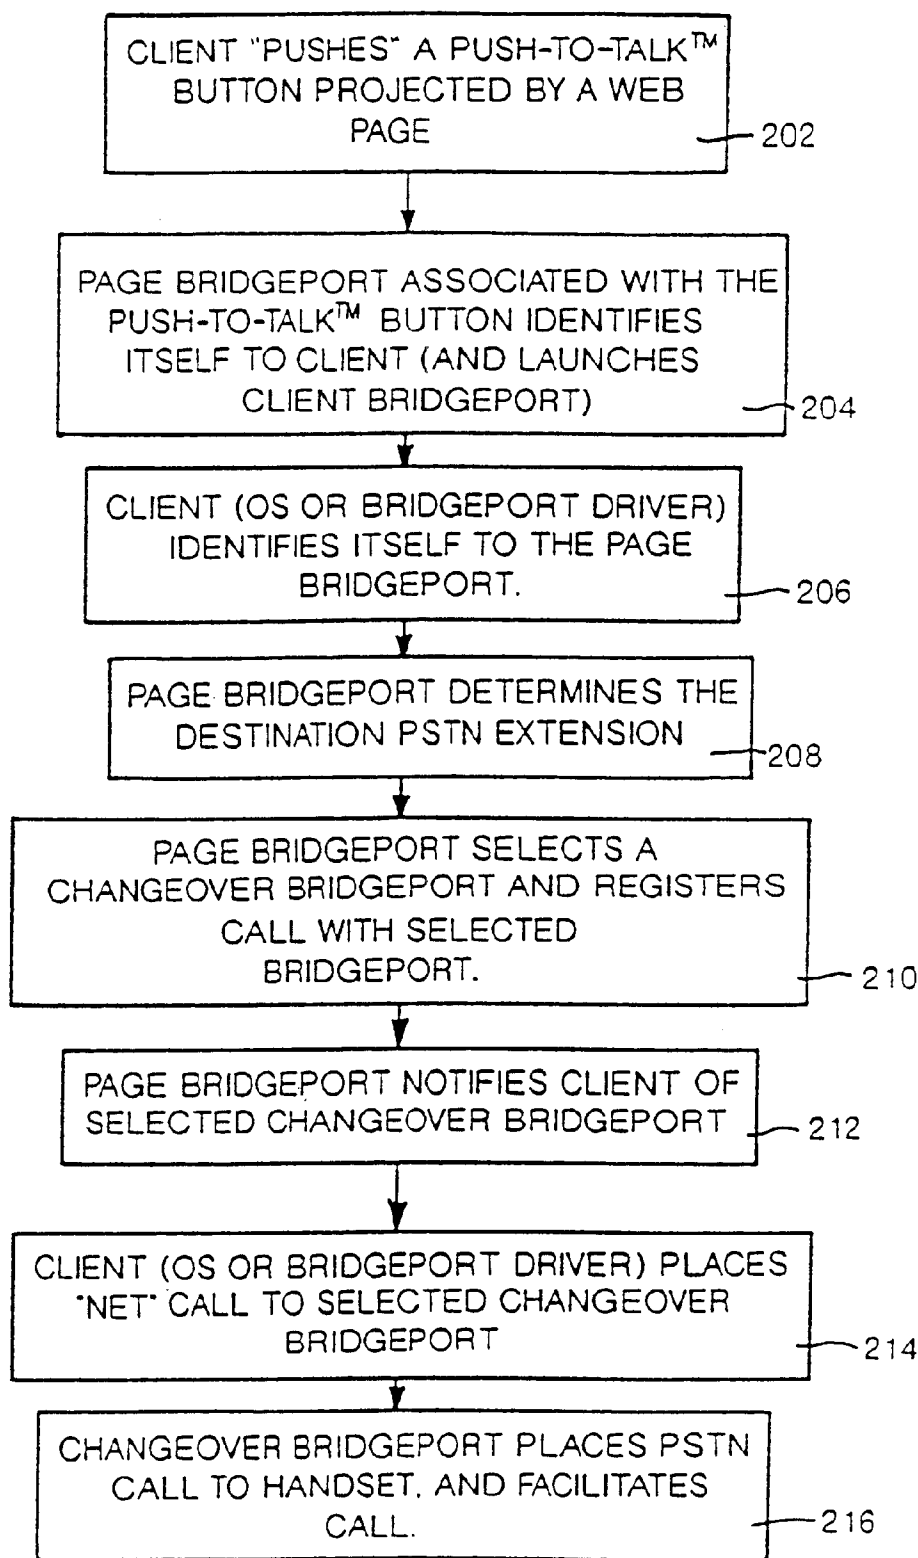 CLIENT "PUSHES" A PUSH-TO-TALK™
BUTTON PROJECTED BY A WEB
PAGE
202
PAGE BRIDGEPORT ASSOCIATED WITH THE
PUSH-TO-TALK™ BUTTON IDENTIFIES
ITSELF TO CLIENT (AND LAUNCHES
CLIENT BRIDGEPORT)
204
CLIENT (OS OR BRIDGEPORT DRIVER)
IDENTIFIES ITSELF TO THE PAGE
BRIDGEPORT.
206
PAGE BRIDGEPORT DETERMINES THE
DESTINATION PSTN EXTENSION
208
PAGE BRIDGEPORT SELECTS A
CHANGEOVER BRIDGEPORT AND REGISTERS
CALL WITH SELECTED
BRIDGEPORT.
210
PAGE BRIDGEPORT NOTIFIES CLIENT OF
SELECTED CHANGEOVER BRIDGEPORT
212
CLIENT (OS OR BRIDGEPORT DRIVER) PLACES
"NET" CALL TO SELECTED CHANGEOVER
BRIDGEPORT
214
CHANGEOVER BRIDGEPORT PLACES PSTN
CALL TO HANDSET, AND FACILITATES
CALL.
216